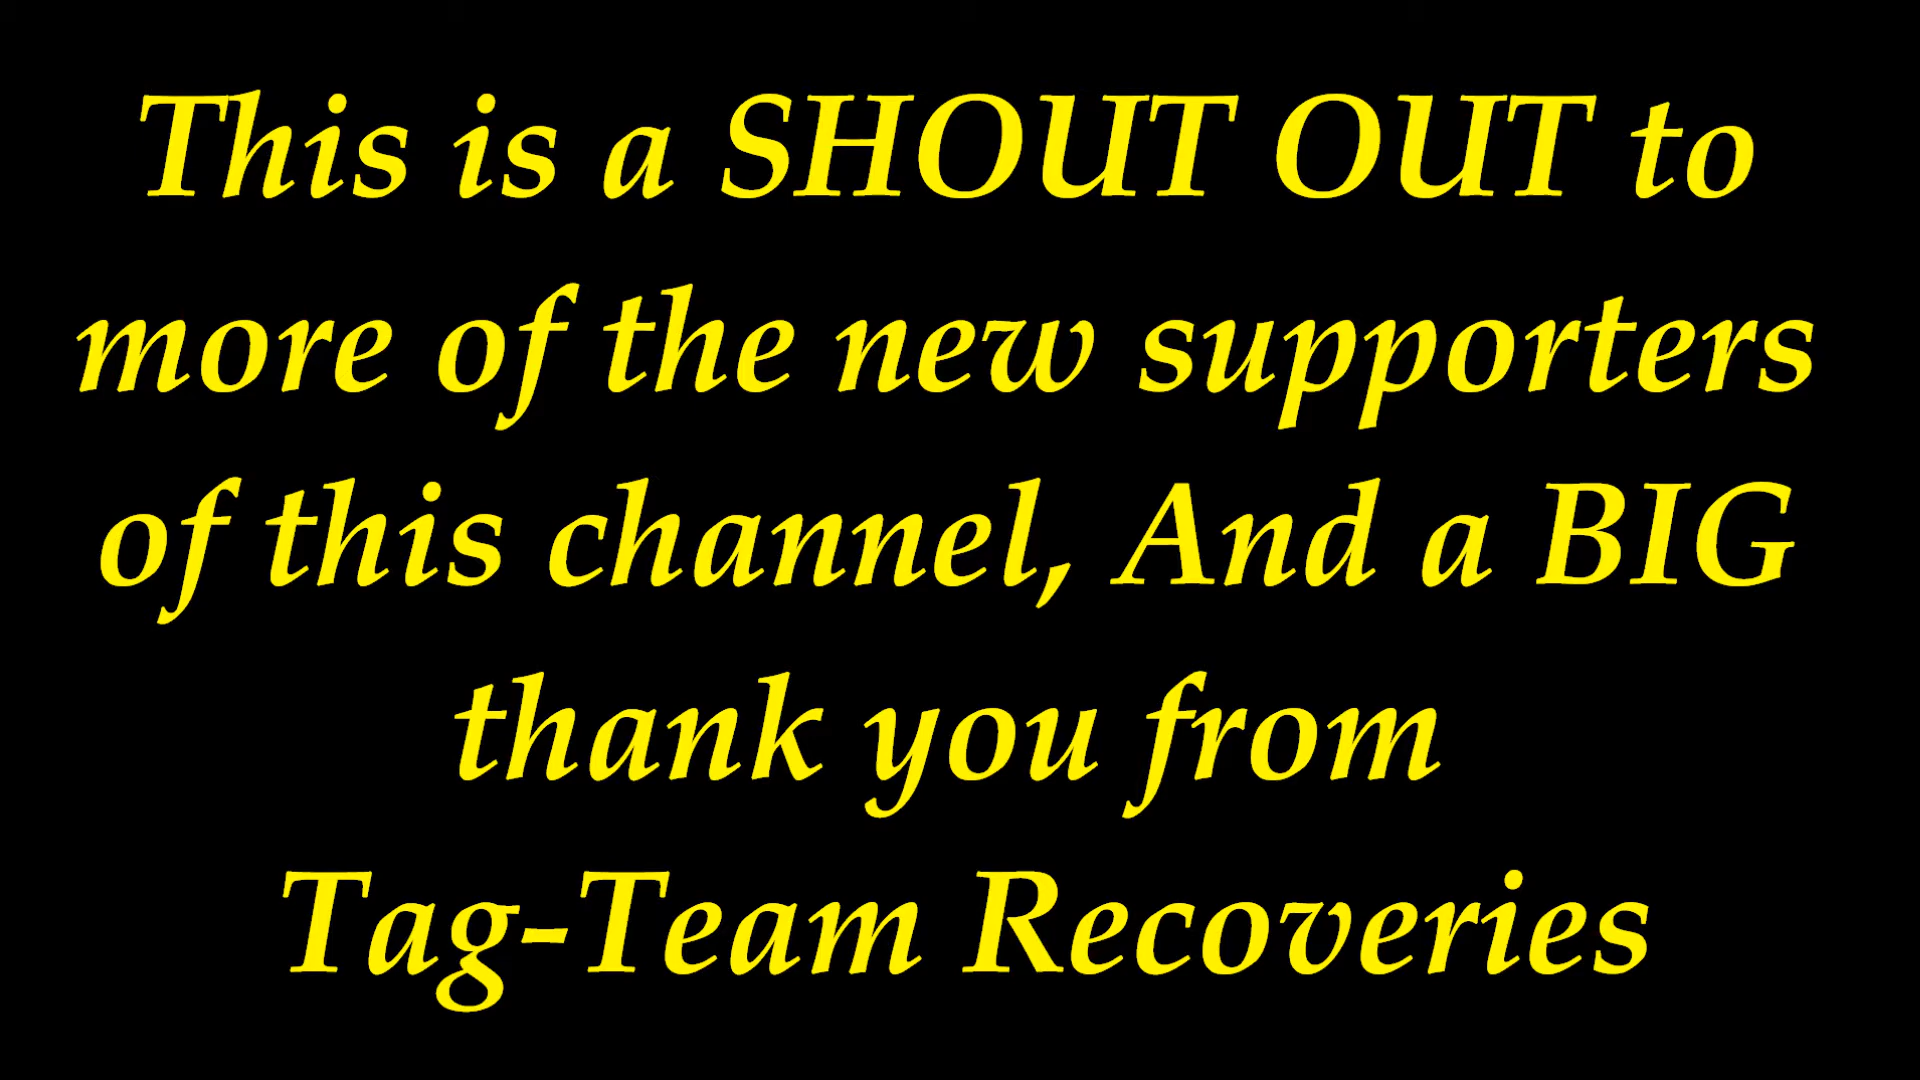 This is a SHOUT OUT to
more of the new supporters
of this channel, And a BIG
thank you from
Tag-Team Recoveries